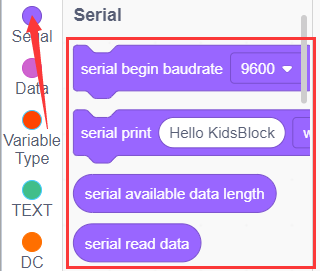 Serial
Data
Variable
Type
TEXT
DC
Serial
serial begin baudrate 9600
serial print Hello KidsBlock w
serial available data length
serial read data